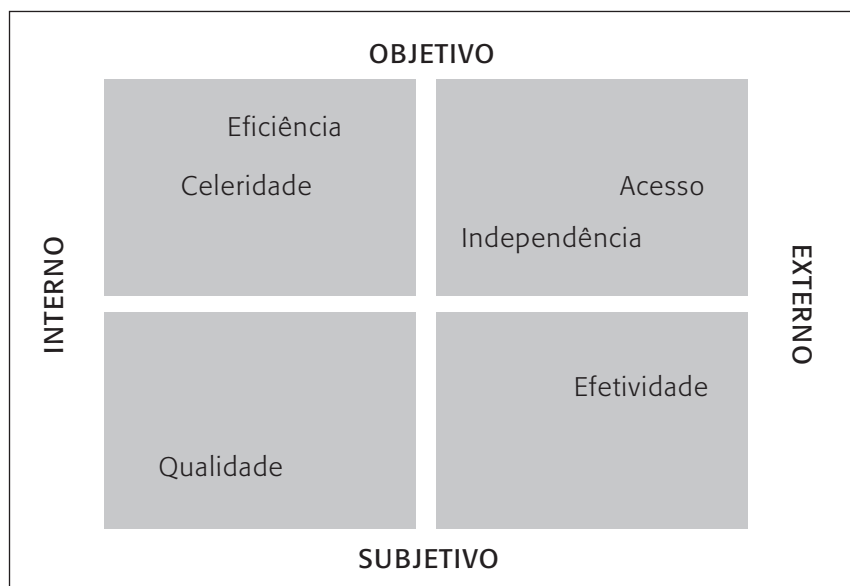 OBJETIVO
Eficiência
Celeridade
Acesso
Independência
INTERNO
EXTERNO
Efetividade
Qualidade
SUBJETIVO